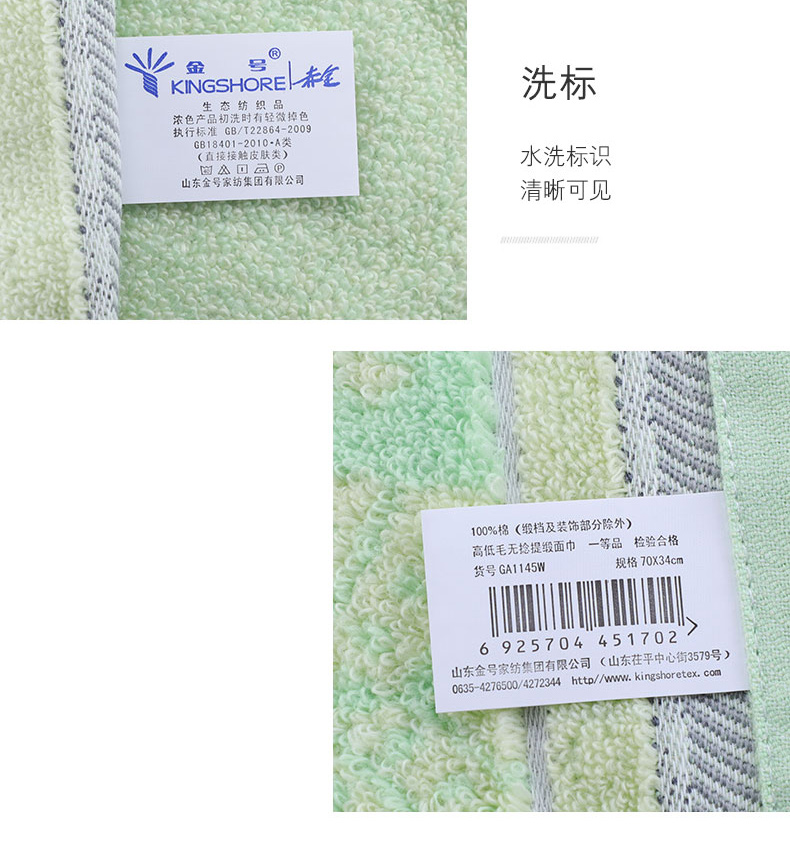 金号®
KINGSHORE
生态纺织品
浓色产品初洗时有轻微掉色
执行标准 GB/T22864-2009
GB18401-2010·A类
(直接接触皮肤类)
山东金号家纺集团有限公司
洗标
水洗标识
清晰可见
100%棉(缎档及装饰部分除外)
高低毛无捻提缎面巾 一等品 检验合格
货号 GA1145W 规格 70X34cm
6 925704 451702
山东金号家纺集团有限公司(山东茌平中心街3579号)
0635-4276500/4272344 http//www.kingshoretex.com